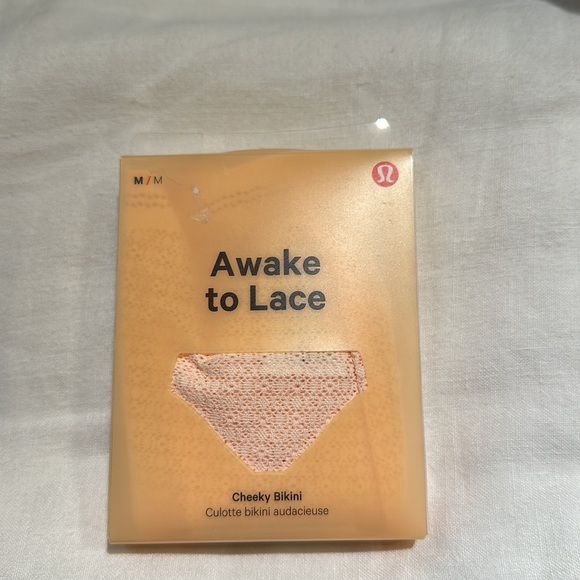 M/M
Awake
to Lace
Cheeky Bikini
Culotte bikini audacieuse